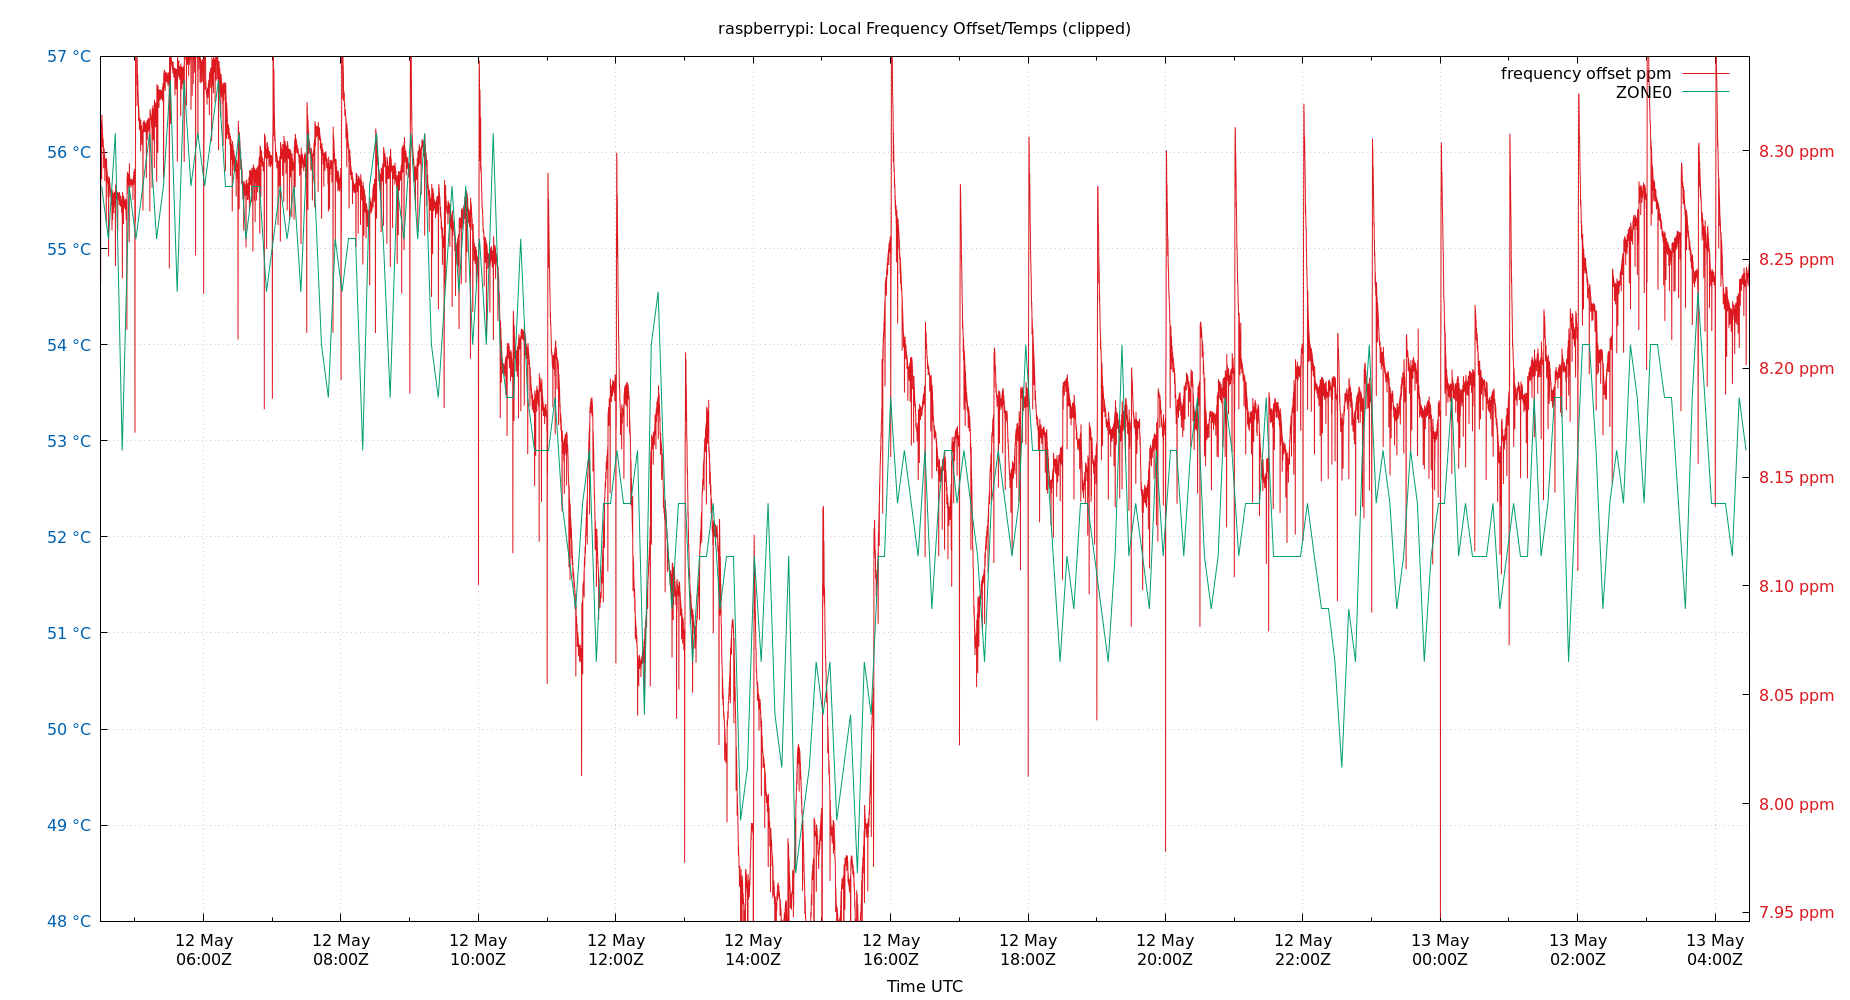 raspberrypi: Local Frequency Offset/Temps (clipped)
57 °C
56 °C
55 °C
54 °C
53 °C
52 °C
51 °C
50 °C
49 °C
48 °C
frequency offset ppm
ZONE0
8.30 ppm
8.25 ppm
8.20 ppm
8.15 ppm
8.10 ppm
8.05 ppm
8.00 ppm
7.95 ppm
12 May 12 May 12 May 12 May 12 May 12 May 12 May 12 May 12 May 13 May 13 May 13 May
06:00Z 08:00Z 10:00Z 12:00Z 14:00Z 16:00Z 18:00Z 20:00Z 22:00Z 00:00Z 02:00Z 04:00Z
Time UTC